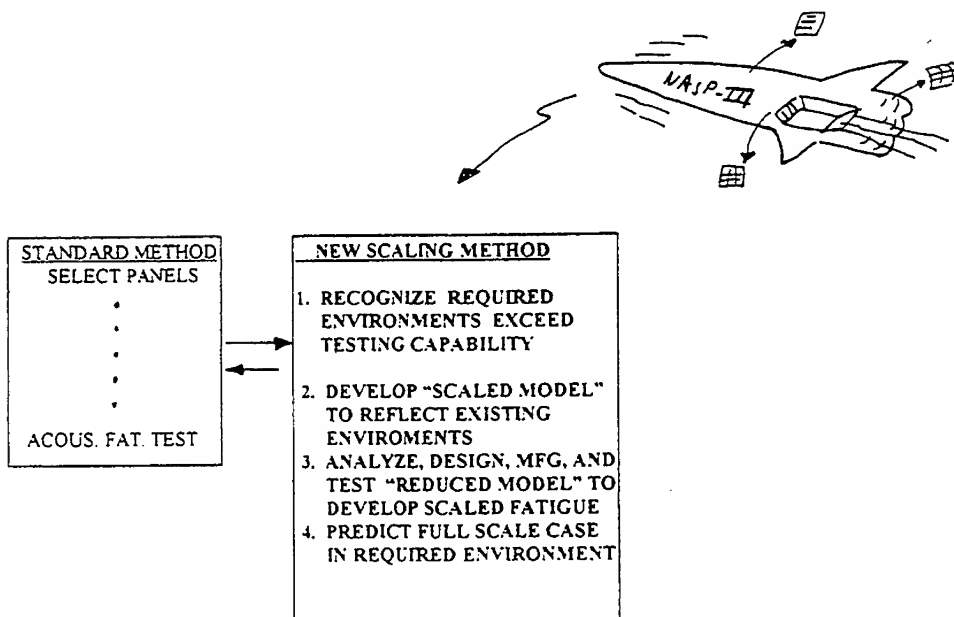 NASP-III
STANDARD METHOD
SELECT PANELS
ACOUS. FAT. TEST
NEW SCALING METHOD
1. RECOGNIZE REQUIRED
ENVIRONMENTS EXCEED
TESTING CAPABILITY
2. DEVELOP "SCALED MODEL"
TO REFLECT EXISTING
ENVIROMENTS
3. ANALYZE, DESIGN, MFG, AND
TEST "REDUCED MODEL" TO
DEVELOP SCALED FATIGUE
4. PREDICT FULL SCALE CASE
IN REQUIRED ENVIRONMENT